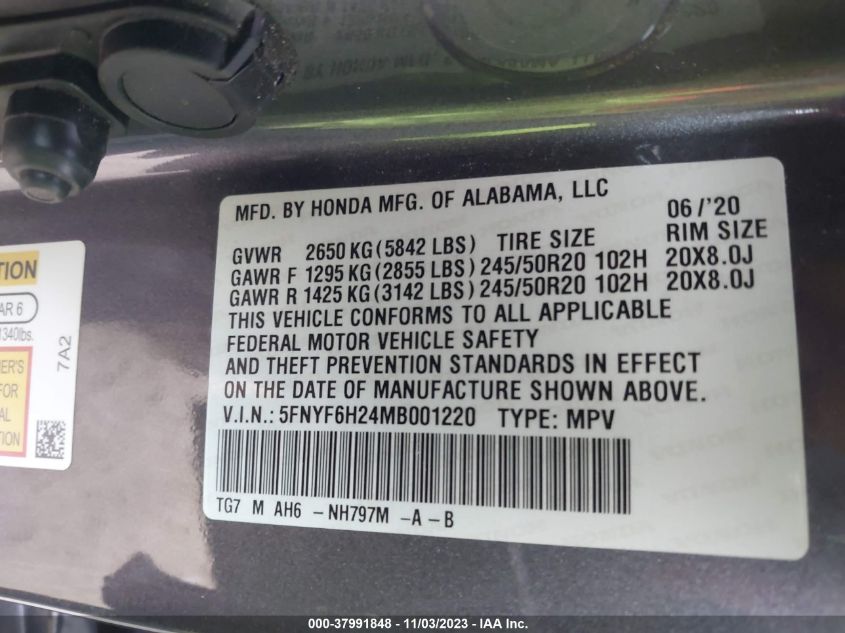 MFD. BY HONDA MFG. OF ALABAMA, LLC 06/'20
GVWR 2650 KG (5842 LBS) TIRE SIZE RIM SIZE
GAWR F 1295 KG (2855 LBS) 245/50R20 102H 20X8.0J
GAWR R 1425 KG (3142 LBS) 245/50R20 102H 20X8.0J
THIS VEHICLE CONFORMS TO ALL APPLICABLE
FEDERAL MOTOR VEHICLE SAFETY
AND THEFT PREVENTION STANDARDS IN EFFECT
ON THE DATE OF MANUFACTURE SHOWN ABOVE.
V.I.N.: 5FNYF6H24MB001220 TYPE: MPV
TG7 M AH6 - NH797M -A - B
7A2
000-37991848 - 11/03/2023 - IAA Inc.